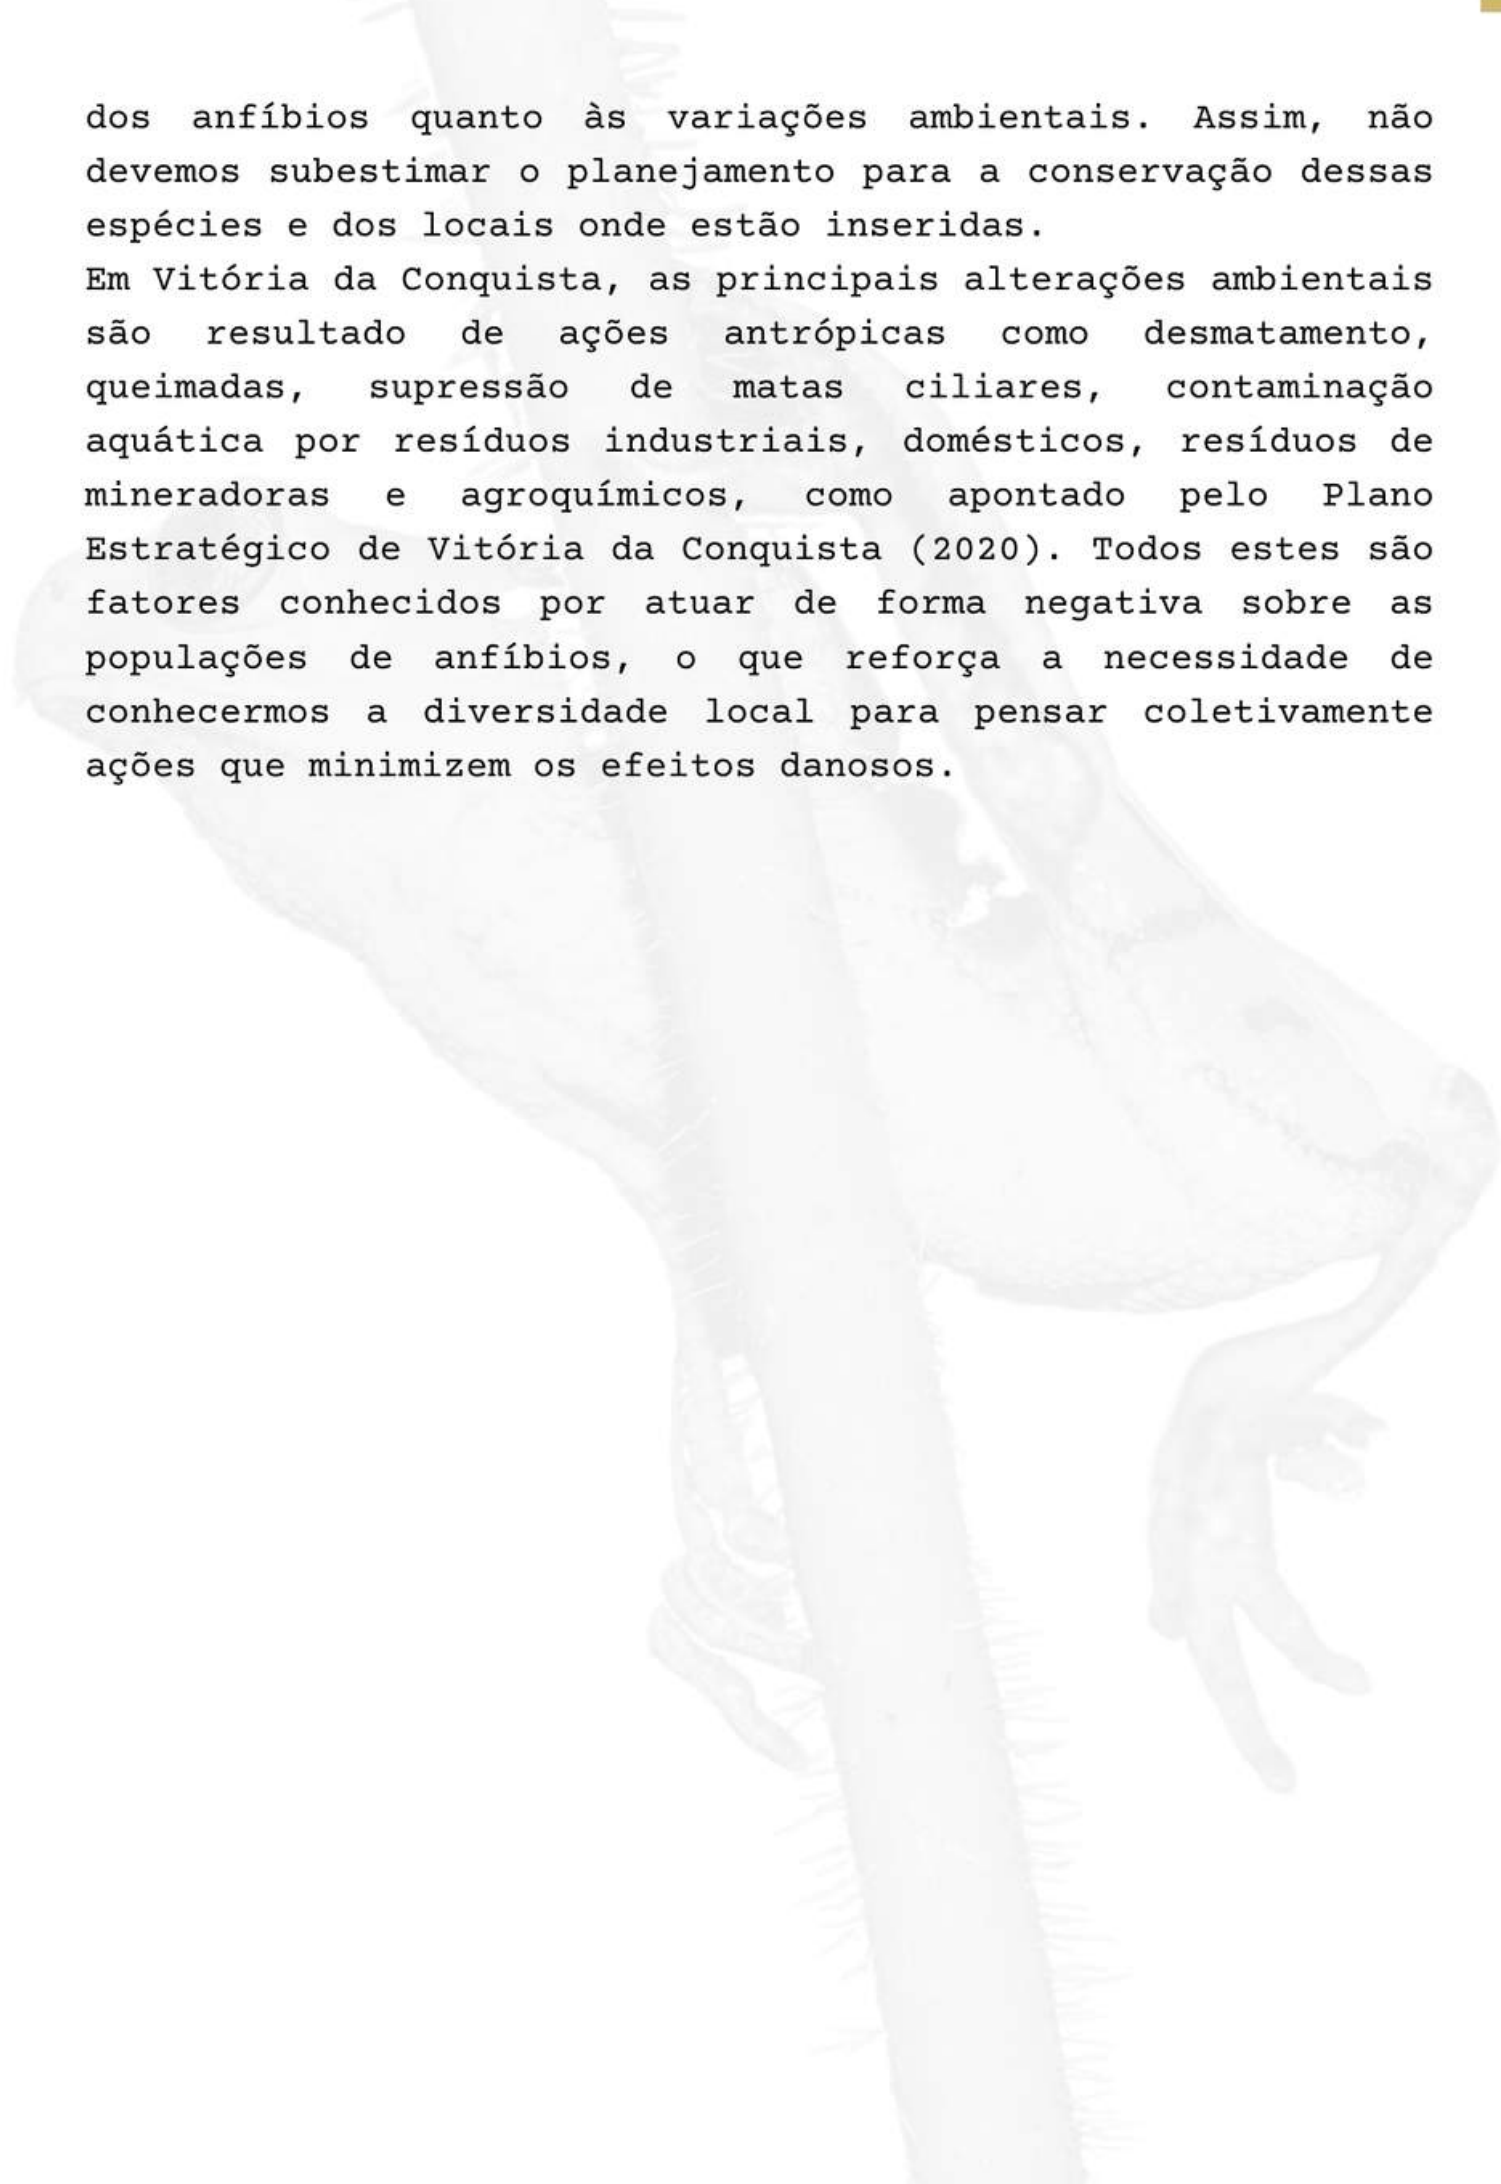 dos anfíbios quanto às variações ambientais. Assim, não
devemos subestimar o planejamento para a conservação dessas
espécies e dos locais onde estão inseridas.
Em Vitória da Conquista, as principais alterações ambientais
são resultado de ações antrópicas como desmatamento,
queimadas, supressão de matas ciliares, contaminação
aquática por resíduos industriais, domésticos, resíduos de
mineradoras e agroquímicos, como apontado pelo Plano
Estratégico de Vitória da Conquista (2020). Todos estes são
fatores conhecidos por atuar de forma negativa sobre as
populações de anfíbios, o que reforça a necessidade de
conhecermos a diversidade local para pensar coletivamente
ações que minimizem os efeitos danosos.